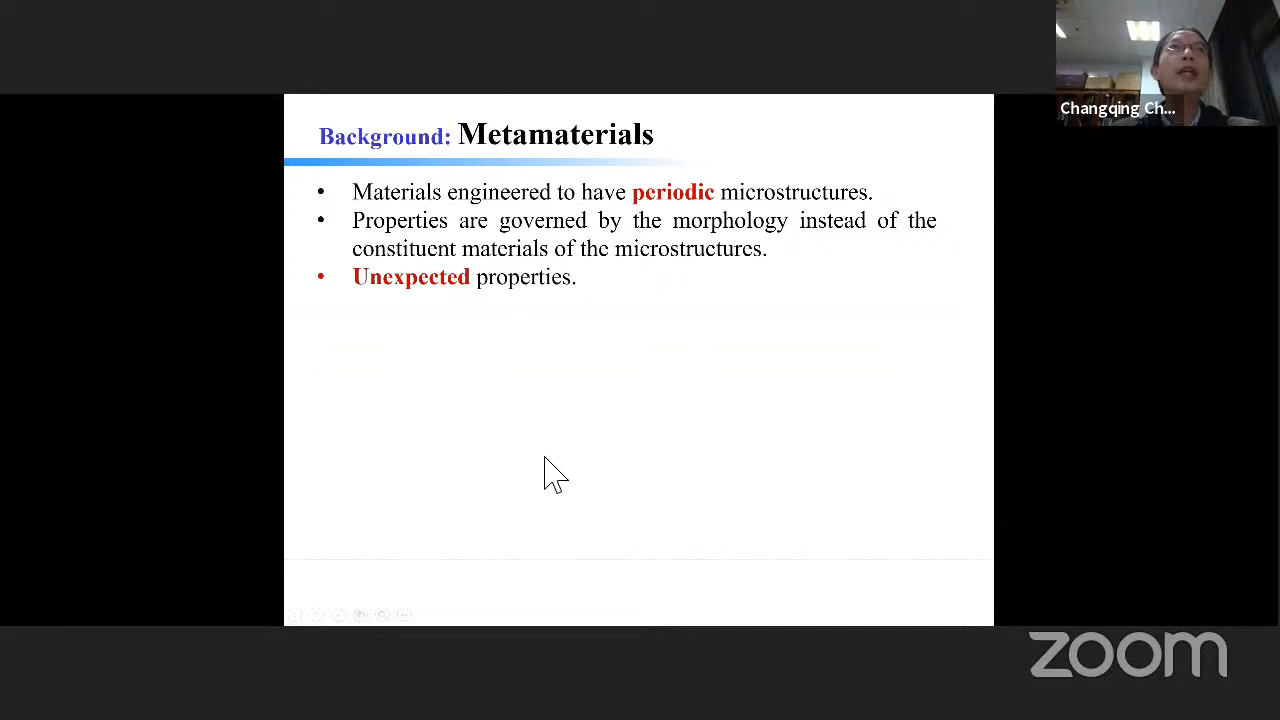 Changqing Ch...
Background: Metamaterials
• Materials engineered to have periodic microstructures.
• Properties are governed by the morphology instead of the
constituent materials of the microstructures.
• Unexpected properties.
zoom